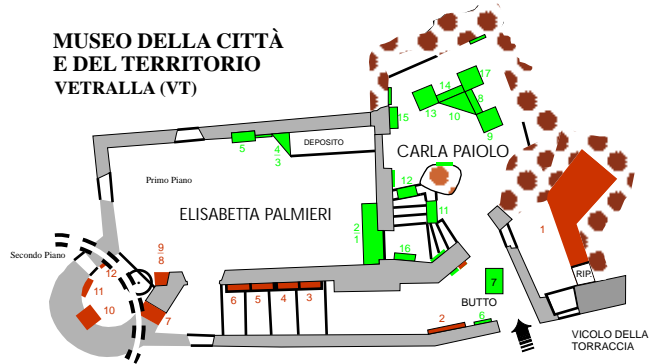 MUSEO DELLA CITTÀ
E DEL TERRITORIO
VETRALLA (VT)
17
14
8
13
10
9
15
5
4
3
DEPOSITO
CARLA PAIOLO
Primo Piano
12
ELISABETTA PALMIERI
11
2
1
1
Secondo Piano
9
8
12
11
10
7
16
6
5
4
3
7
RIP.
BUTTO
2
6
VICOLO DELLA
TORRACCIA